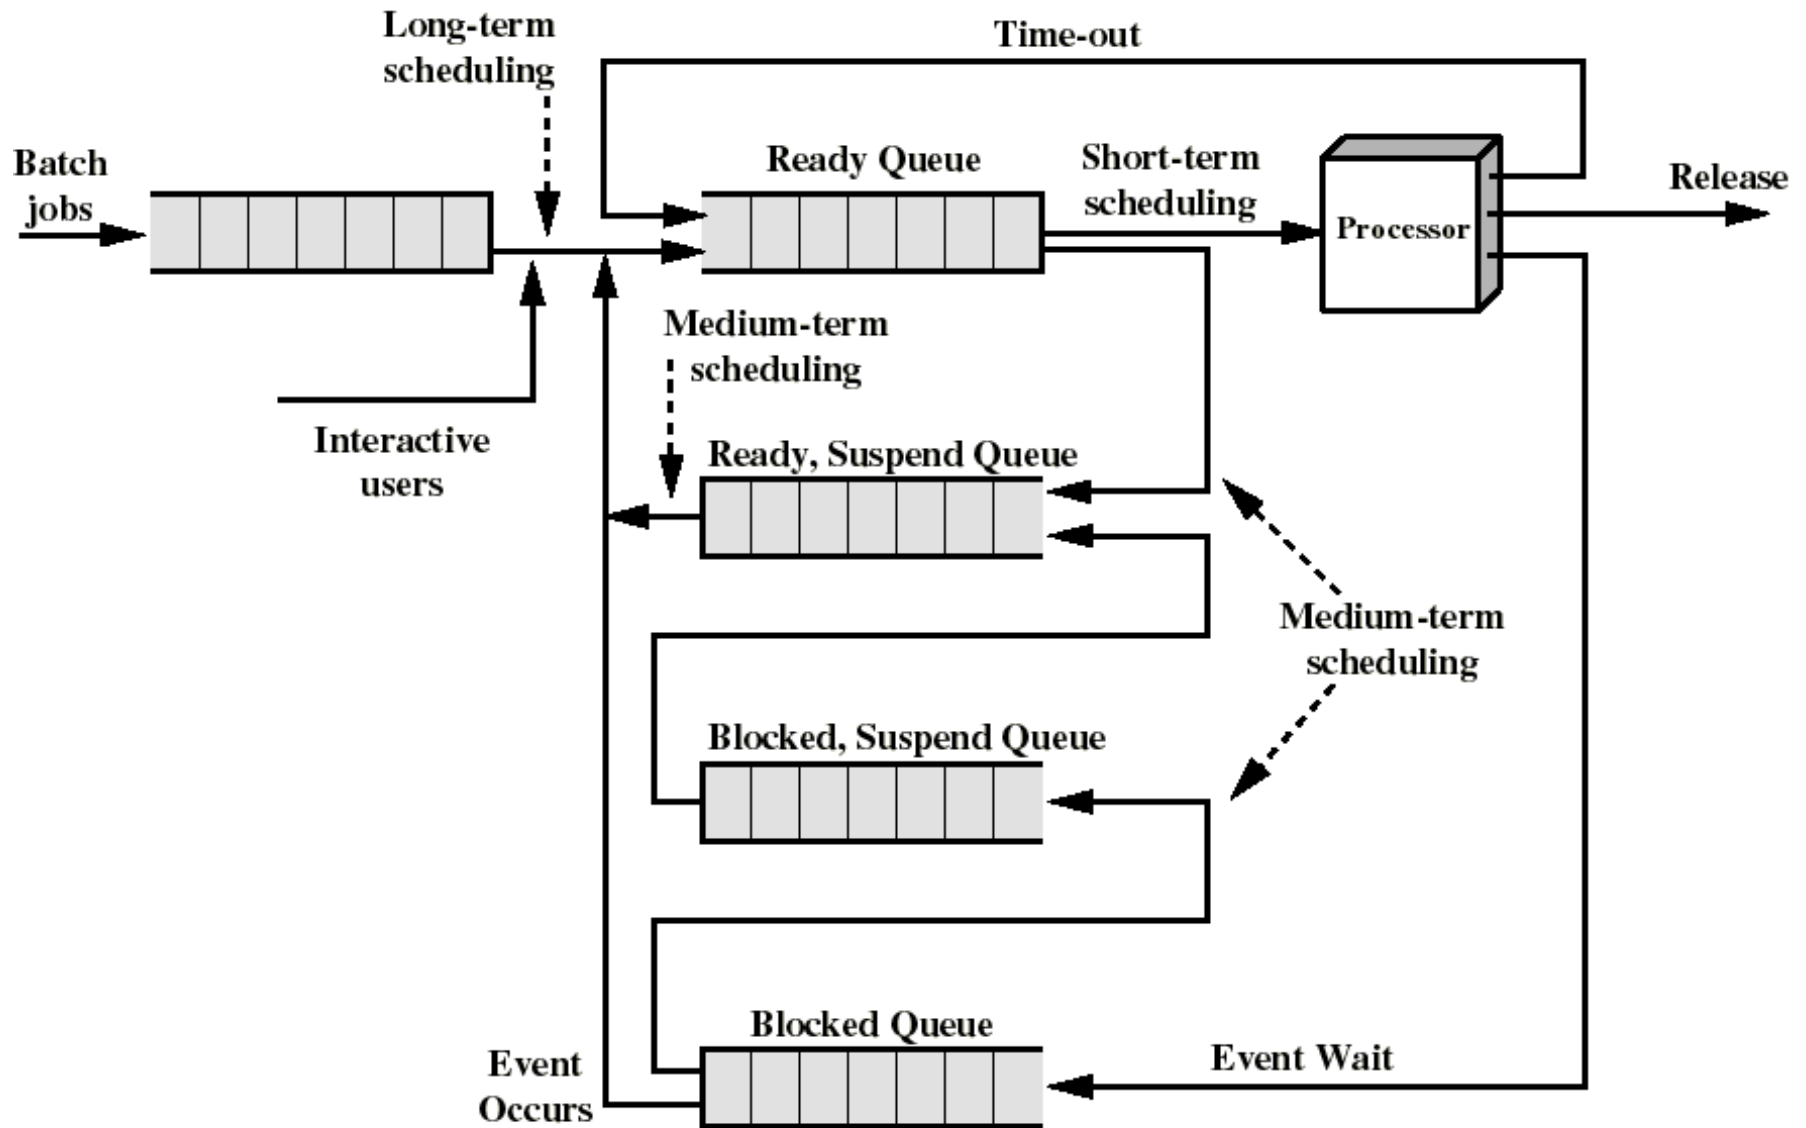 Long-term
scheduling
Time-out
Batch
jobs
Ready Queue
Short-term
scheduling
Processor
Release
Medium-term
scheduling
Interactive
users
Ready, Suspend Queue
Medium-term
scheduling
Blocked, Suspend Queue
Blocked Queue
Event
Occurs
Event Wait